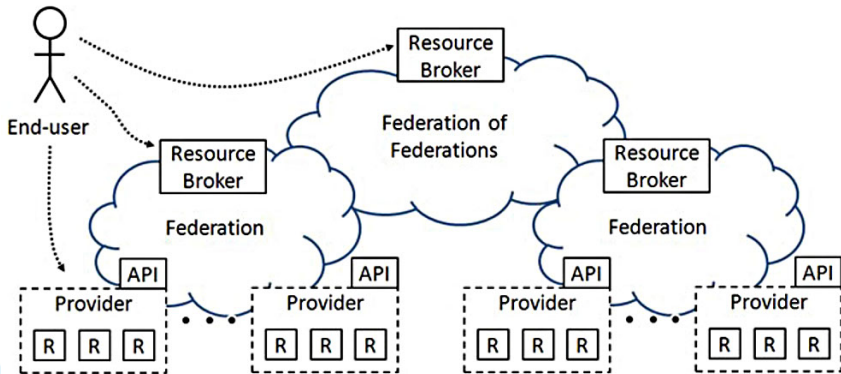 Resource
Broker
End-user
Federation of
Federations
Resource
Broker
Resource
Broker
Federation
Federation
API
API
API
API
Provider
Provider
Provider
Provider
R R R
R R R
R R R
R R R